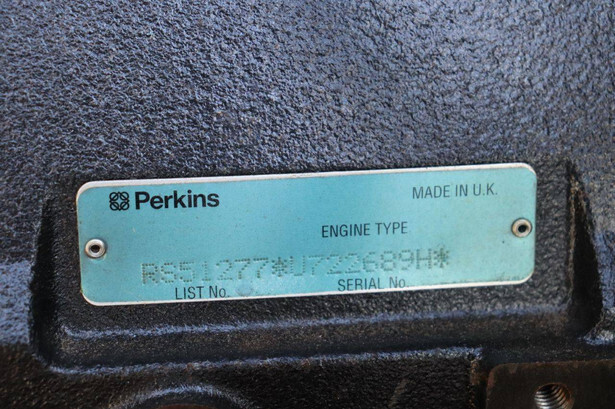 Perkins
MADE IN U.K.
ENGINE TYPE
RS51277*U722689H*
LIST No.
SERIAL No.